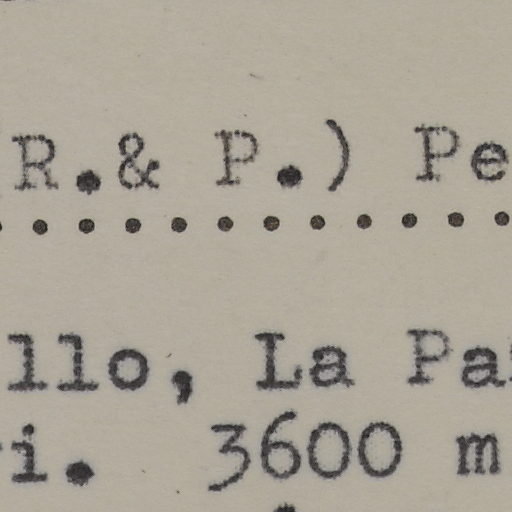 R.& P.) Pe
llo, La Pa
i. 3600 m